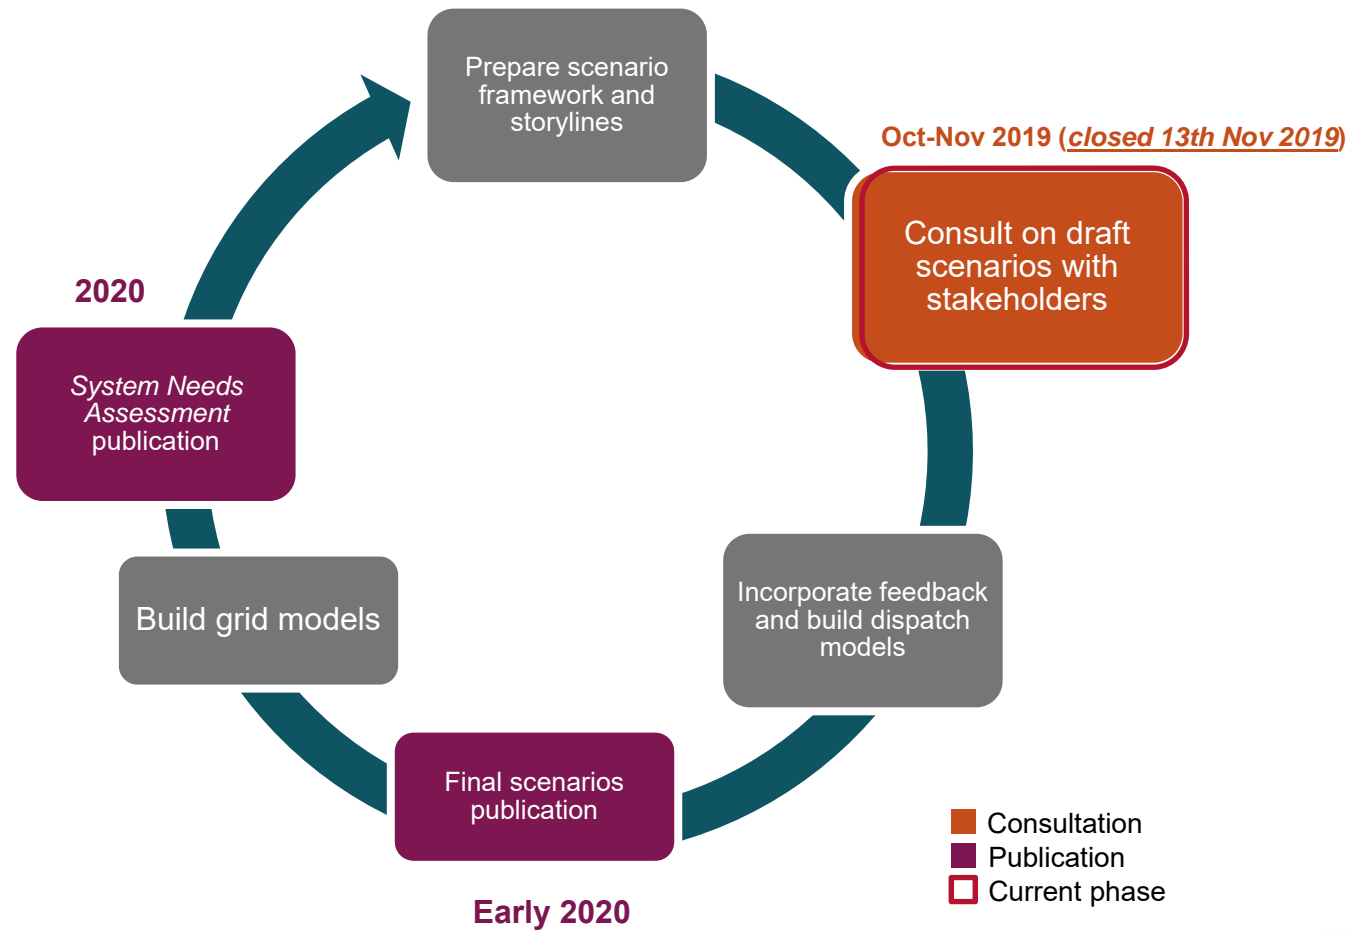 Prepare scenario
framework and
storylines
Oct-Nov 2019 (closed 13th Nov 2019)
Consult on draft
scenarios with
stakeholders
2020
System Needs
Assessment
publication
Incorporate feedback
and build dispatch
models
Build grid models
Final scenarios
publication
Early 2020
Consultation
Publication
Current phase